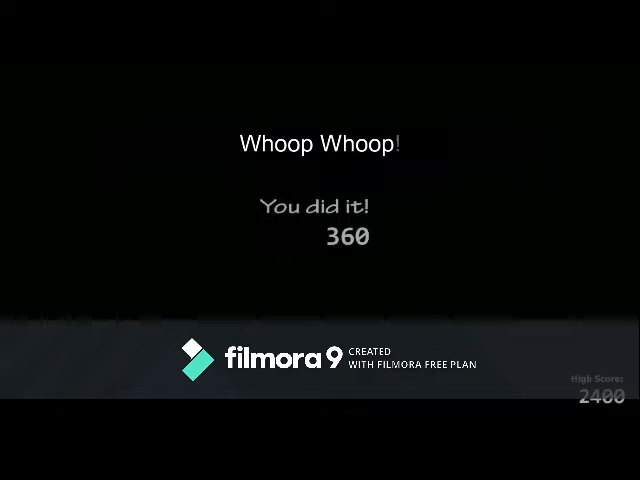 Whoop Whoop!
You did it!
360
filmora 9 CREATED
WITH FILMORA FREE PLAN
High Score:
2400